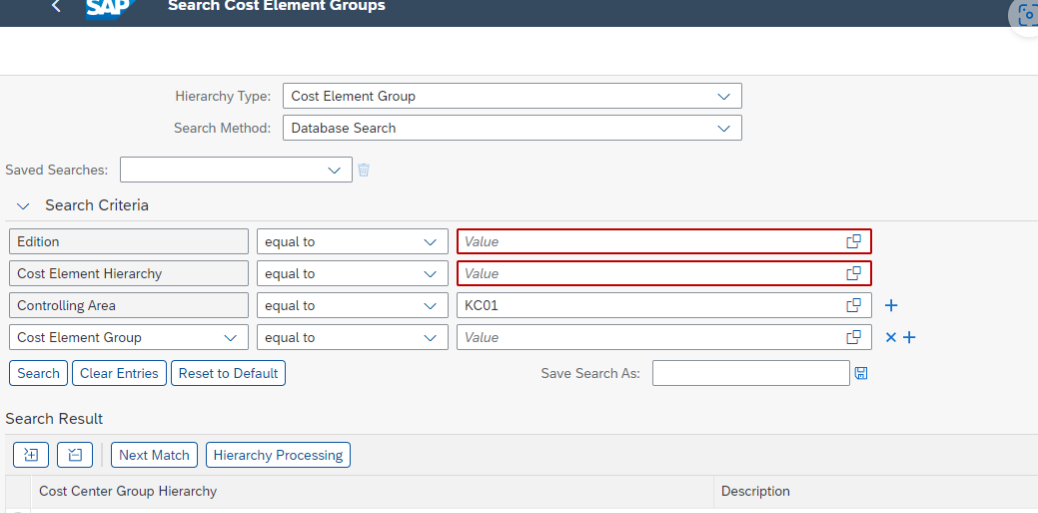 SAP Search Cost Element Groups
Hierarchy Type: Cost Element Group
Search Method: Database Search
Saved Searches:
Search Criteria
Edition equal to Value
Cost Element Hierarchy equal to Value
Controlling Area equal to KC01
Cost Element Group equal to Value
Search Clear Entries Reset to Default Save Search As:
Search Result
Next Match Hierarchy Processing
Cost Center Group Hierarchy Description